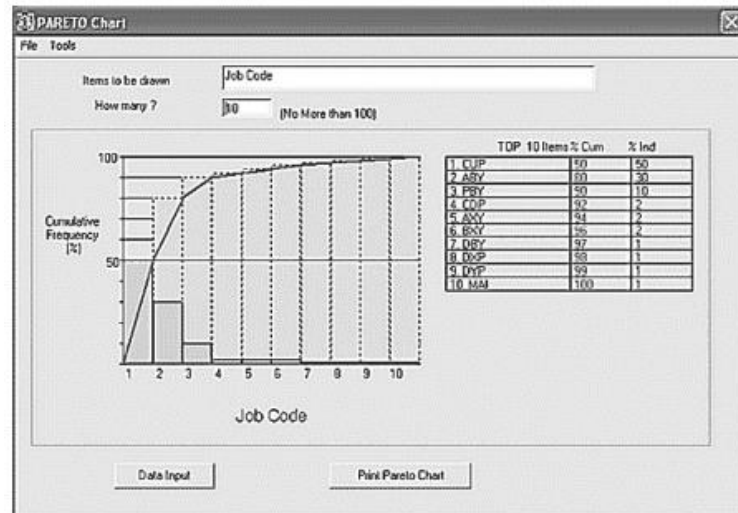 PARETO Chart
File Tools
Items to be drawn Job Code
How many ? 10 (No More than 100)
TOP 10 Items % Cum % Ind
1. CUP 50 50
2. ABY 80 30
3. PBY 90 10
4. CDP 92 2
5. AXY 94 2
6. BXY 96 2
7. DBY 97 1
8. DXP 98 1
9. DYP 99 1
10. MAI 100 1
100
Cumulative
Frequency
(%)
50
1 2 3 4 5 6 7 8 9 10
Job Code
Data Input Print Pareto Chart